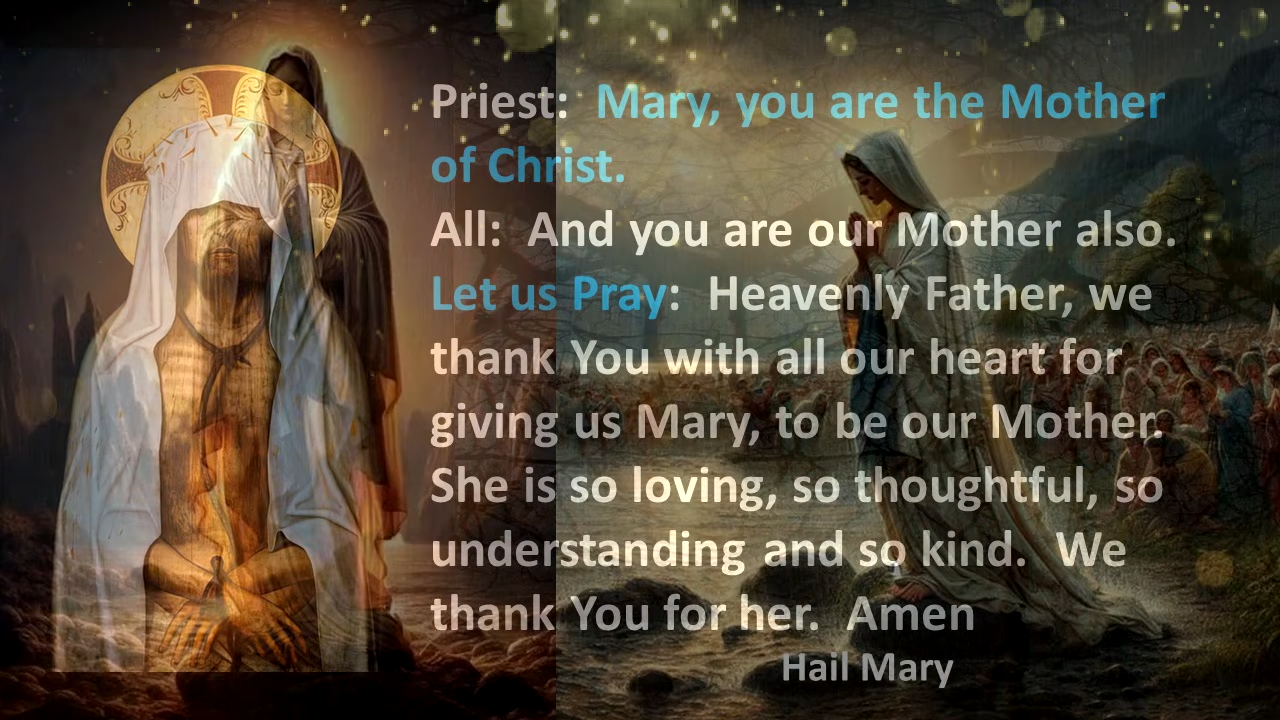 Priest:  Mary, you are the Mother
of Christ.
All:  And you are our Mother also.
Let us Pray:  Heavenly Father, we
thank You with all our heart for
giving us Mary, to be our Mother.
She is so loving, so thoughtful, so
understanding and so kind.   We
thank You for her.  Amen
Hail Mary